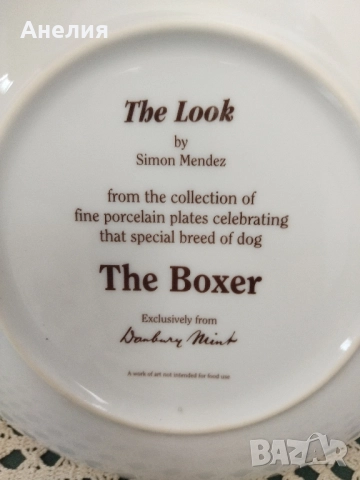 Анелия
The Look
by
Simon Mendez
from the collection of
fine porcelain plates celebrating
that special breed of dog
The Boxer
Exclusively from
Danbury Mint
A work of art not intended for food use
BAZAR